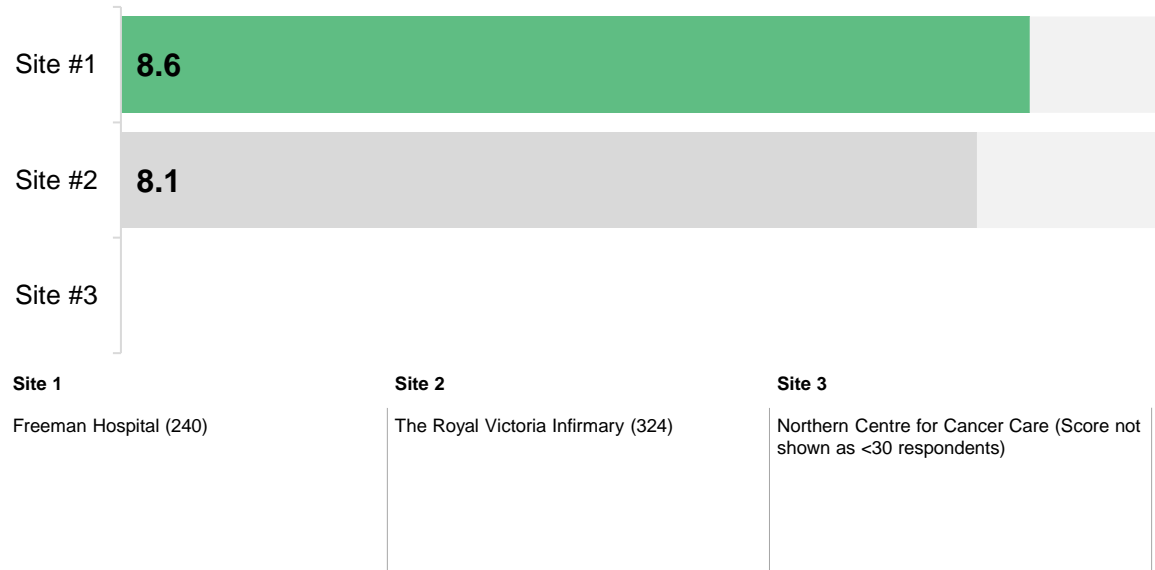 Site #1
8.6
Site #2
8.1
Site #3
Site 1
Freeman Hospital (240)
Site 2
The Royal Victoria Infirmary (324)
Site 3
Northern Centre for Cancer Care (Score not
shown as <30 respondents)